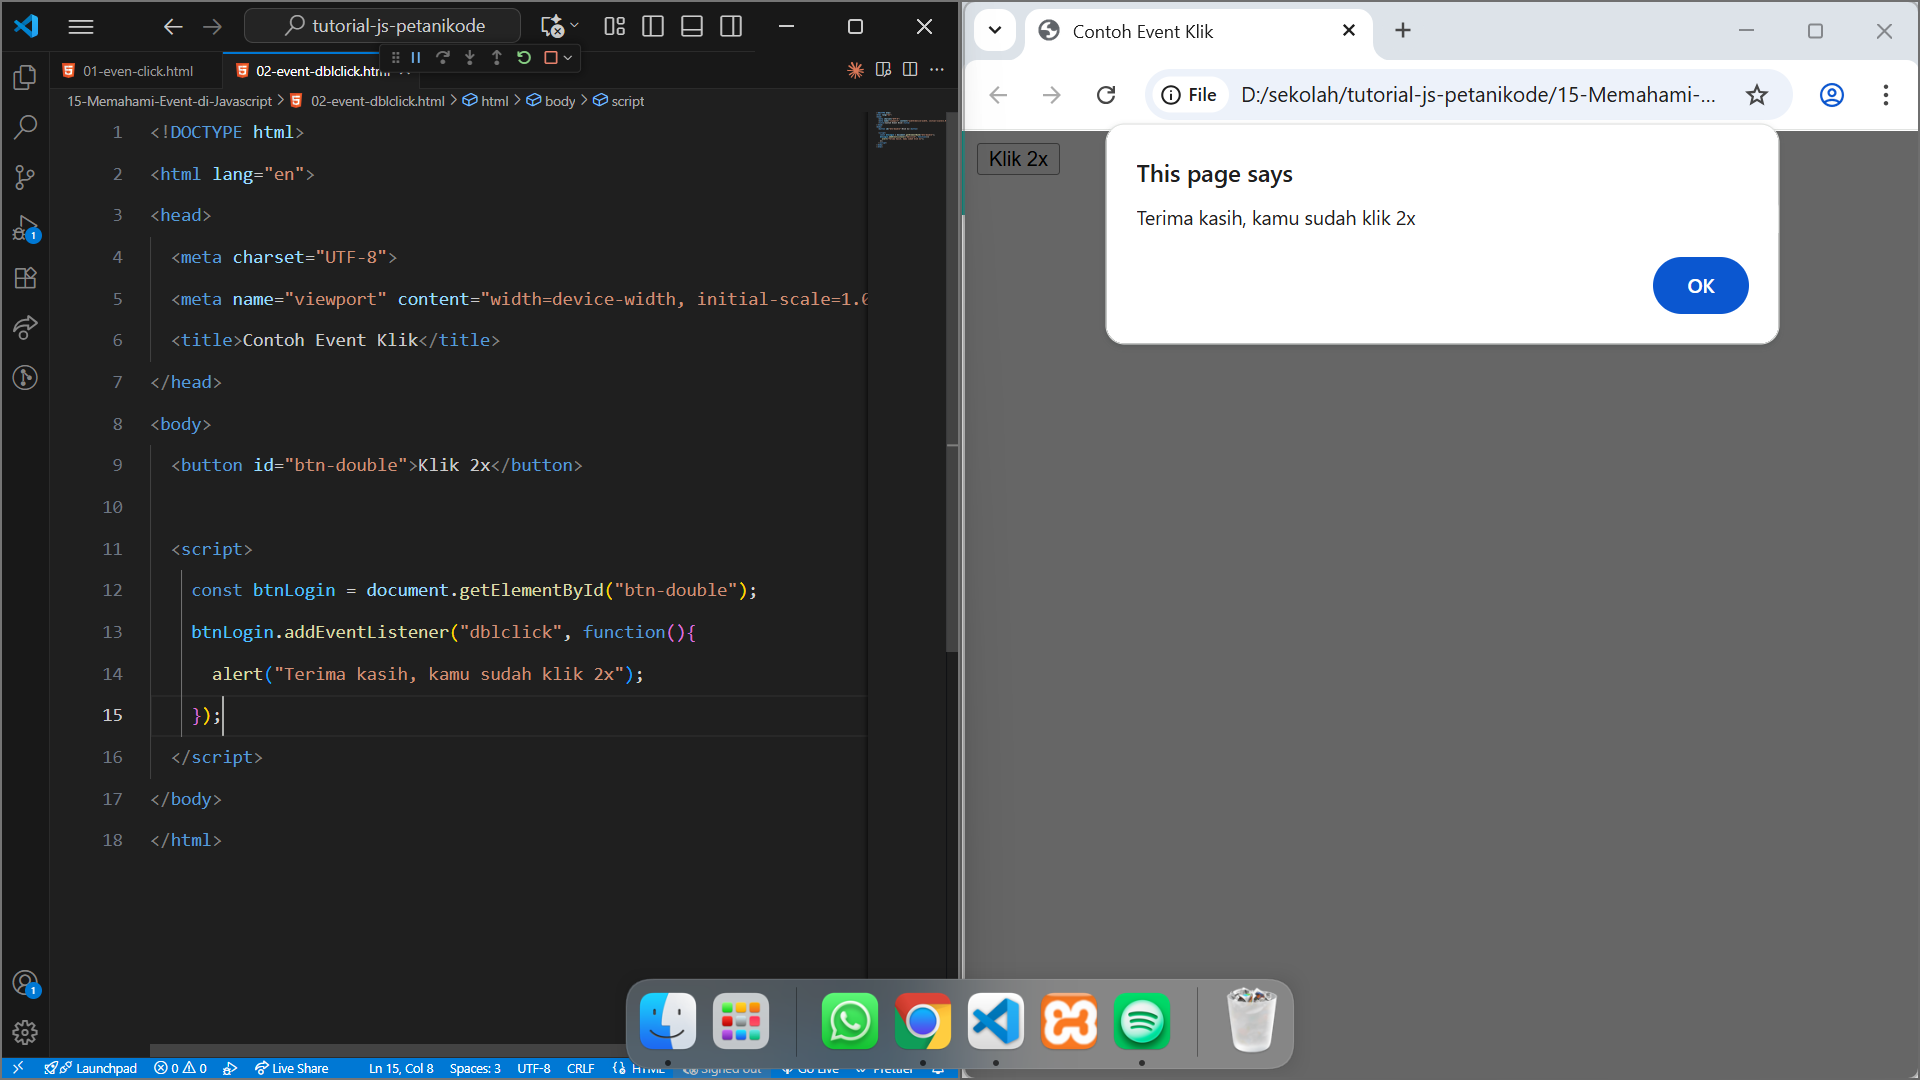 tutorial-js-petanikode
01-even-click.html
02-event-dblclick.html
15-Memahami-Event-di-Javascript > 02-event-dblclick.html > html > body > script
1 <!DOCTYPE html>
2 <html lang="en">
3 <head>
4 <meta charset="UTF-8">
5 <meta name="viewport" content="width=device-width, initial-scale=1.0
6 <title>Contoh Event Klik</title>
7 </head>
8 <body>
9 <button id="btn-double">Klik 2x</button>
10
11 <script>
12 const btnLogin = document.getElementById("btn-double");
13 btnLogin.addEventListener("dblclick", function(){
14 alert("Terima kasih, kamu sudah klik 2x");
15 });
16 </script>
17 </body>
18 </html>
1
1
Launchpad 0 0 Live Share Ln 15, Col 8 Spaces: 3 UTF-8 CRLF HTML Signed out Go Live Prettier
Contoh Event Klik
File D:/sekolah/tutorial-js-petanikode/15-Memahami-...
Klik 2x
This page says
Terima kasih, kamu sudah klik 2x
OK